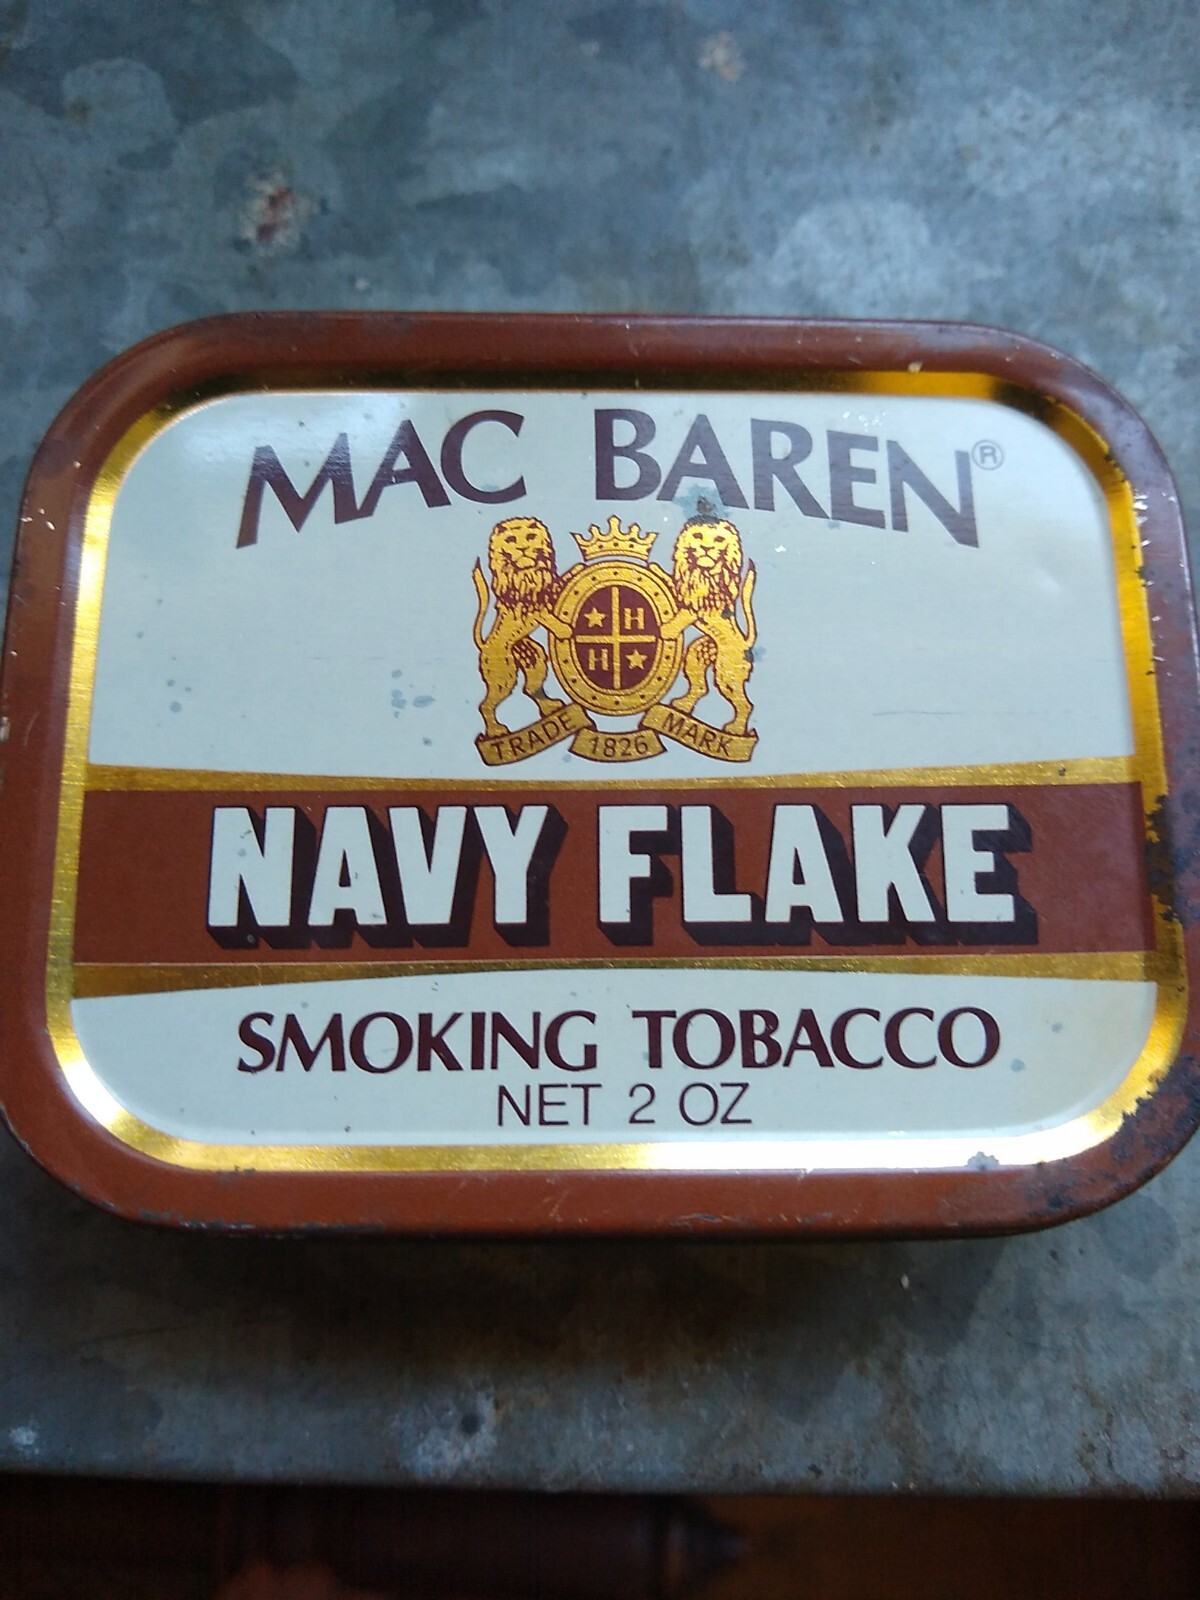 MAC BAREN®
H
H
TRADE 1826 MARK
NAVY FLAKE
SMOKING TOBACCO
NET 2 OZ